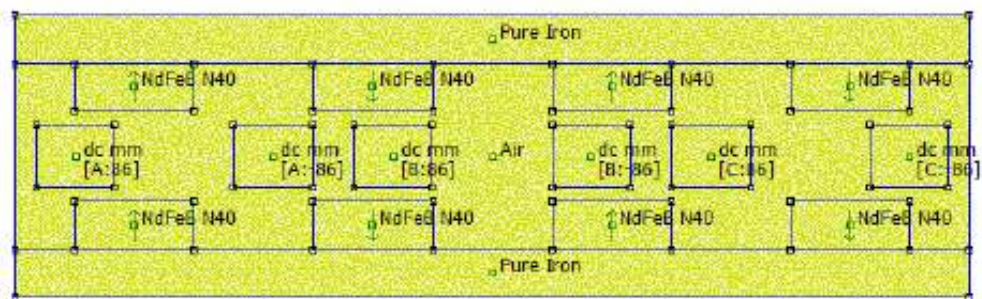 Pure Iron
NdFeB N40 NdFeB N40 NdFeB N40 NdFeB N40
dc mm dc mm dc mm Air dc mm dc mm dc mm
[A:86] [A:-86] [B:86] [B:-86] [C:86] [C:-86]
NdFeB N40 NdFeB N40 NdFeB N40 NdFeB N40
Pure Iron